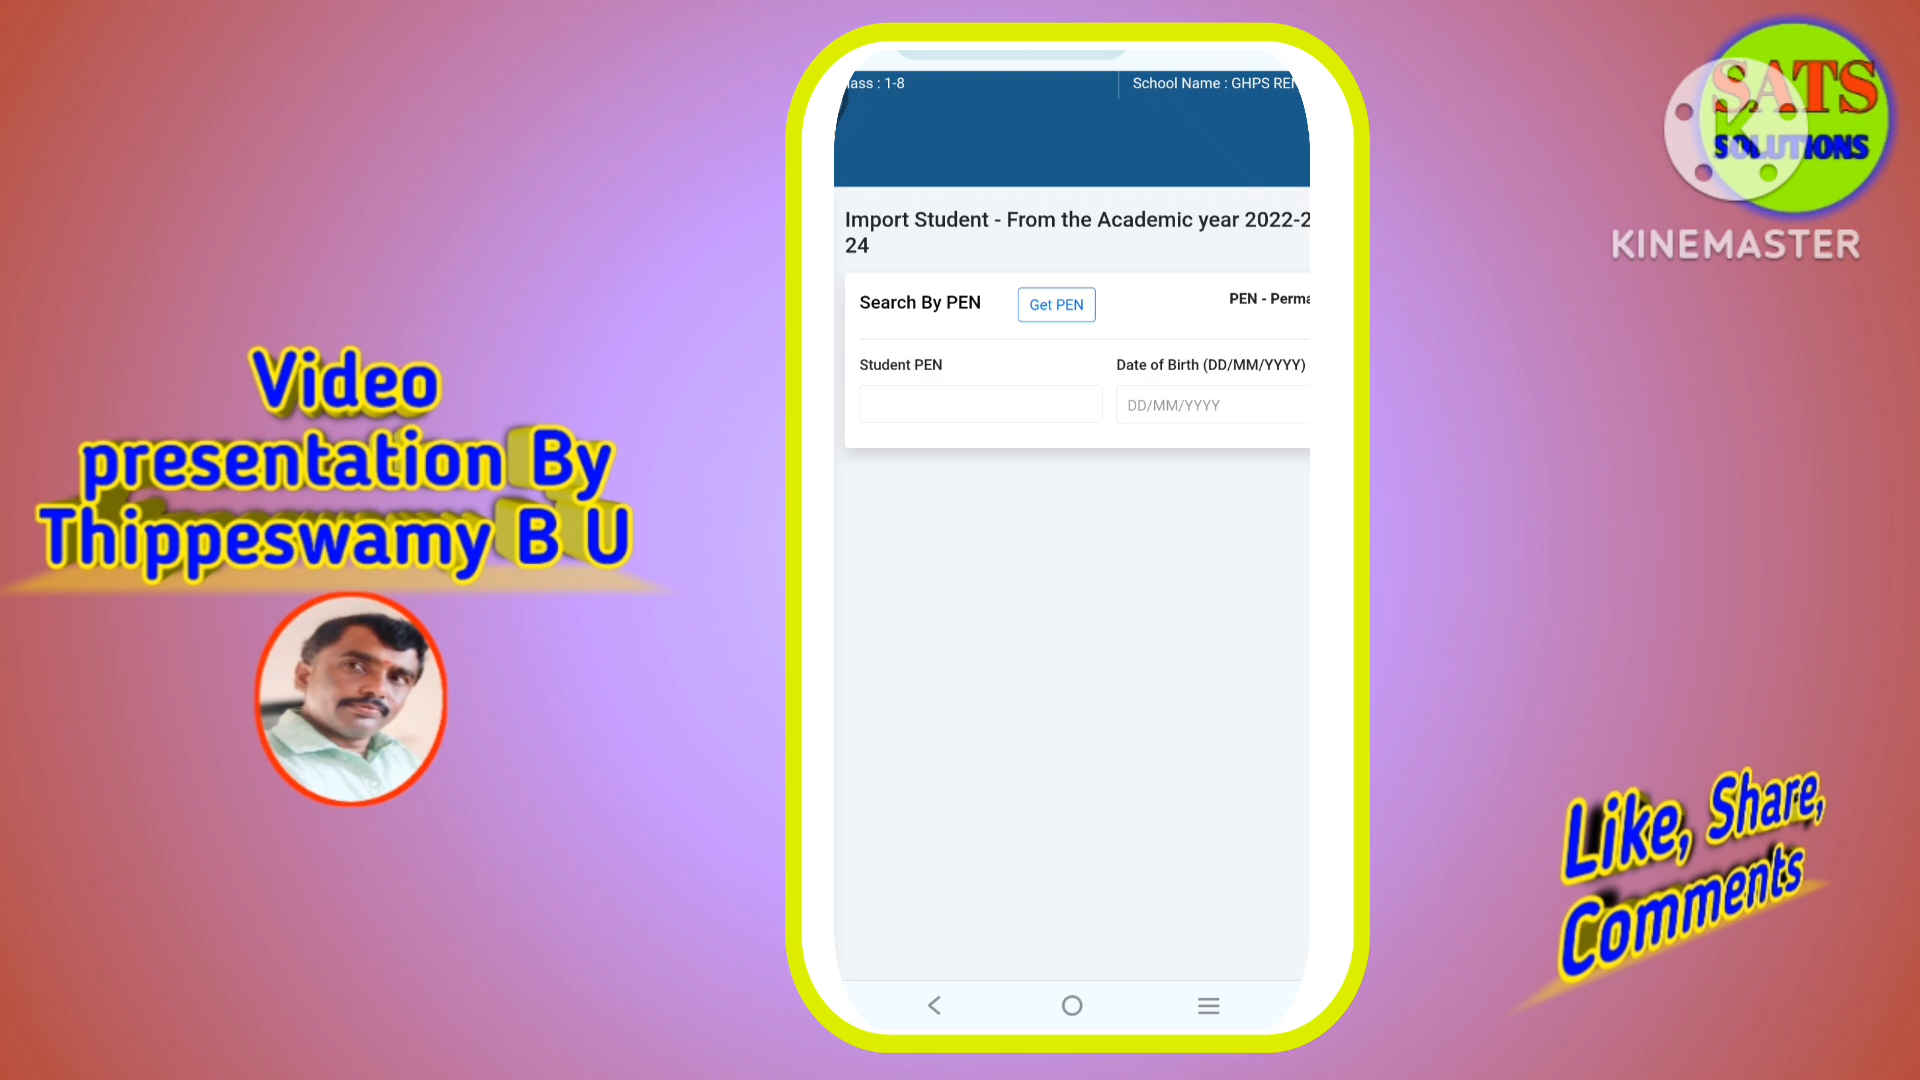 SATS
SOLUTIONS
KINEMASTER
Video
presentation By
Thippeswamy B U
ass : 1-8
School Name : GHPS
Import Student - From the Academic year 2022-2
24
Search By PEN
Get PEN
PEN - Perma
Student PEN
Date of Birth (DD/MM/YYYY)
DD/MM/YYYY
Like, Share,
Comments